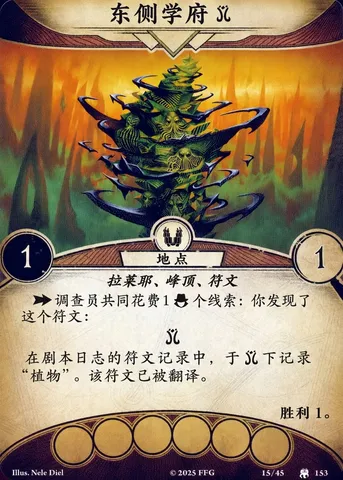 东侧学府
1
1
地点
拉莱耶、峰顶、符文
调查员共同花费1个线索：你发现了
这个符文：
在剧本日志的符文记录中，于下记录
“植物”。该符文已被翻译。
胜利 1。
Illus. Nele Diel
© 2025 FFG
15/45
153